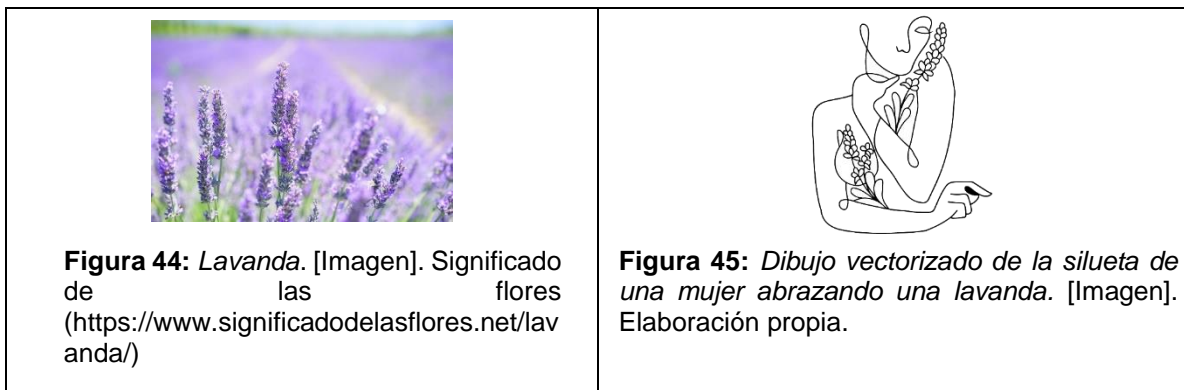 Figura 44: Lavanda. [Imagen]. Significado
de las flores
(https://www.significadodelasflores.net/lav
anda/)
Figura 45: Dibujo vectorizado de la silueta de
una mujer abrazando una lavanda. [Imagen].
Elaboración propia.